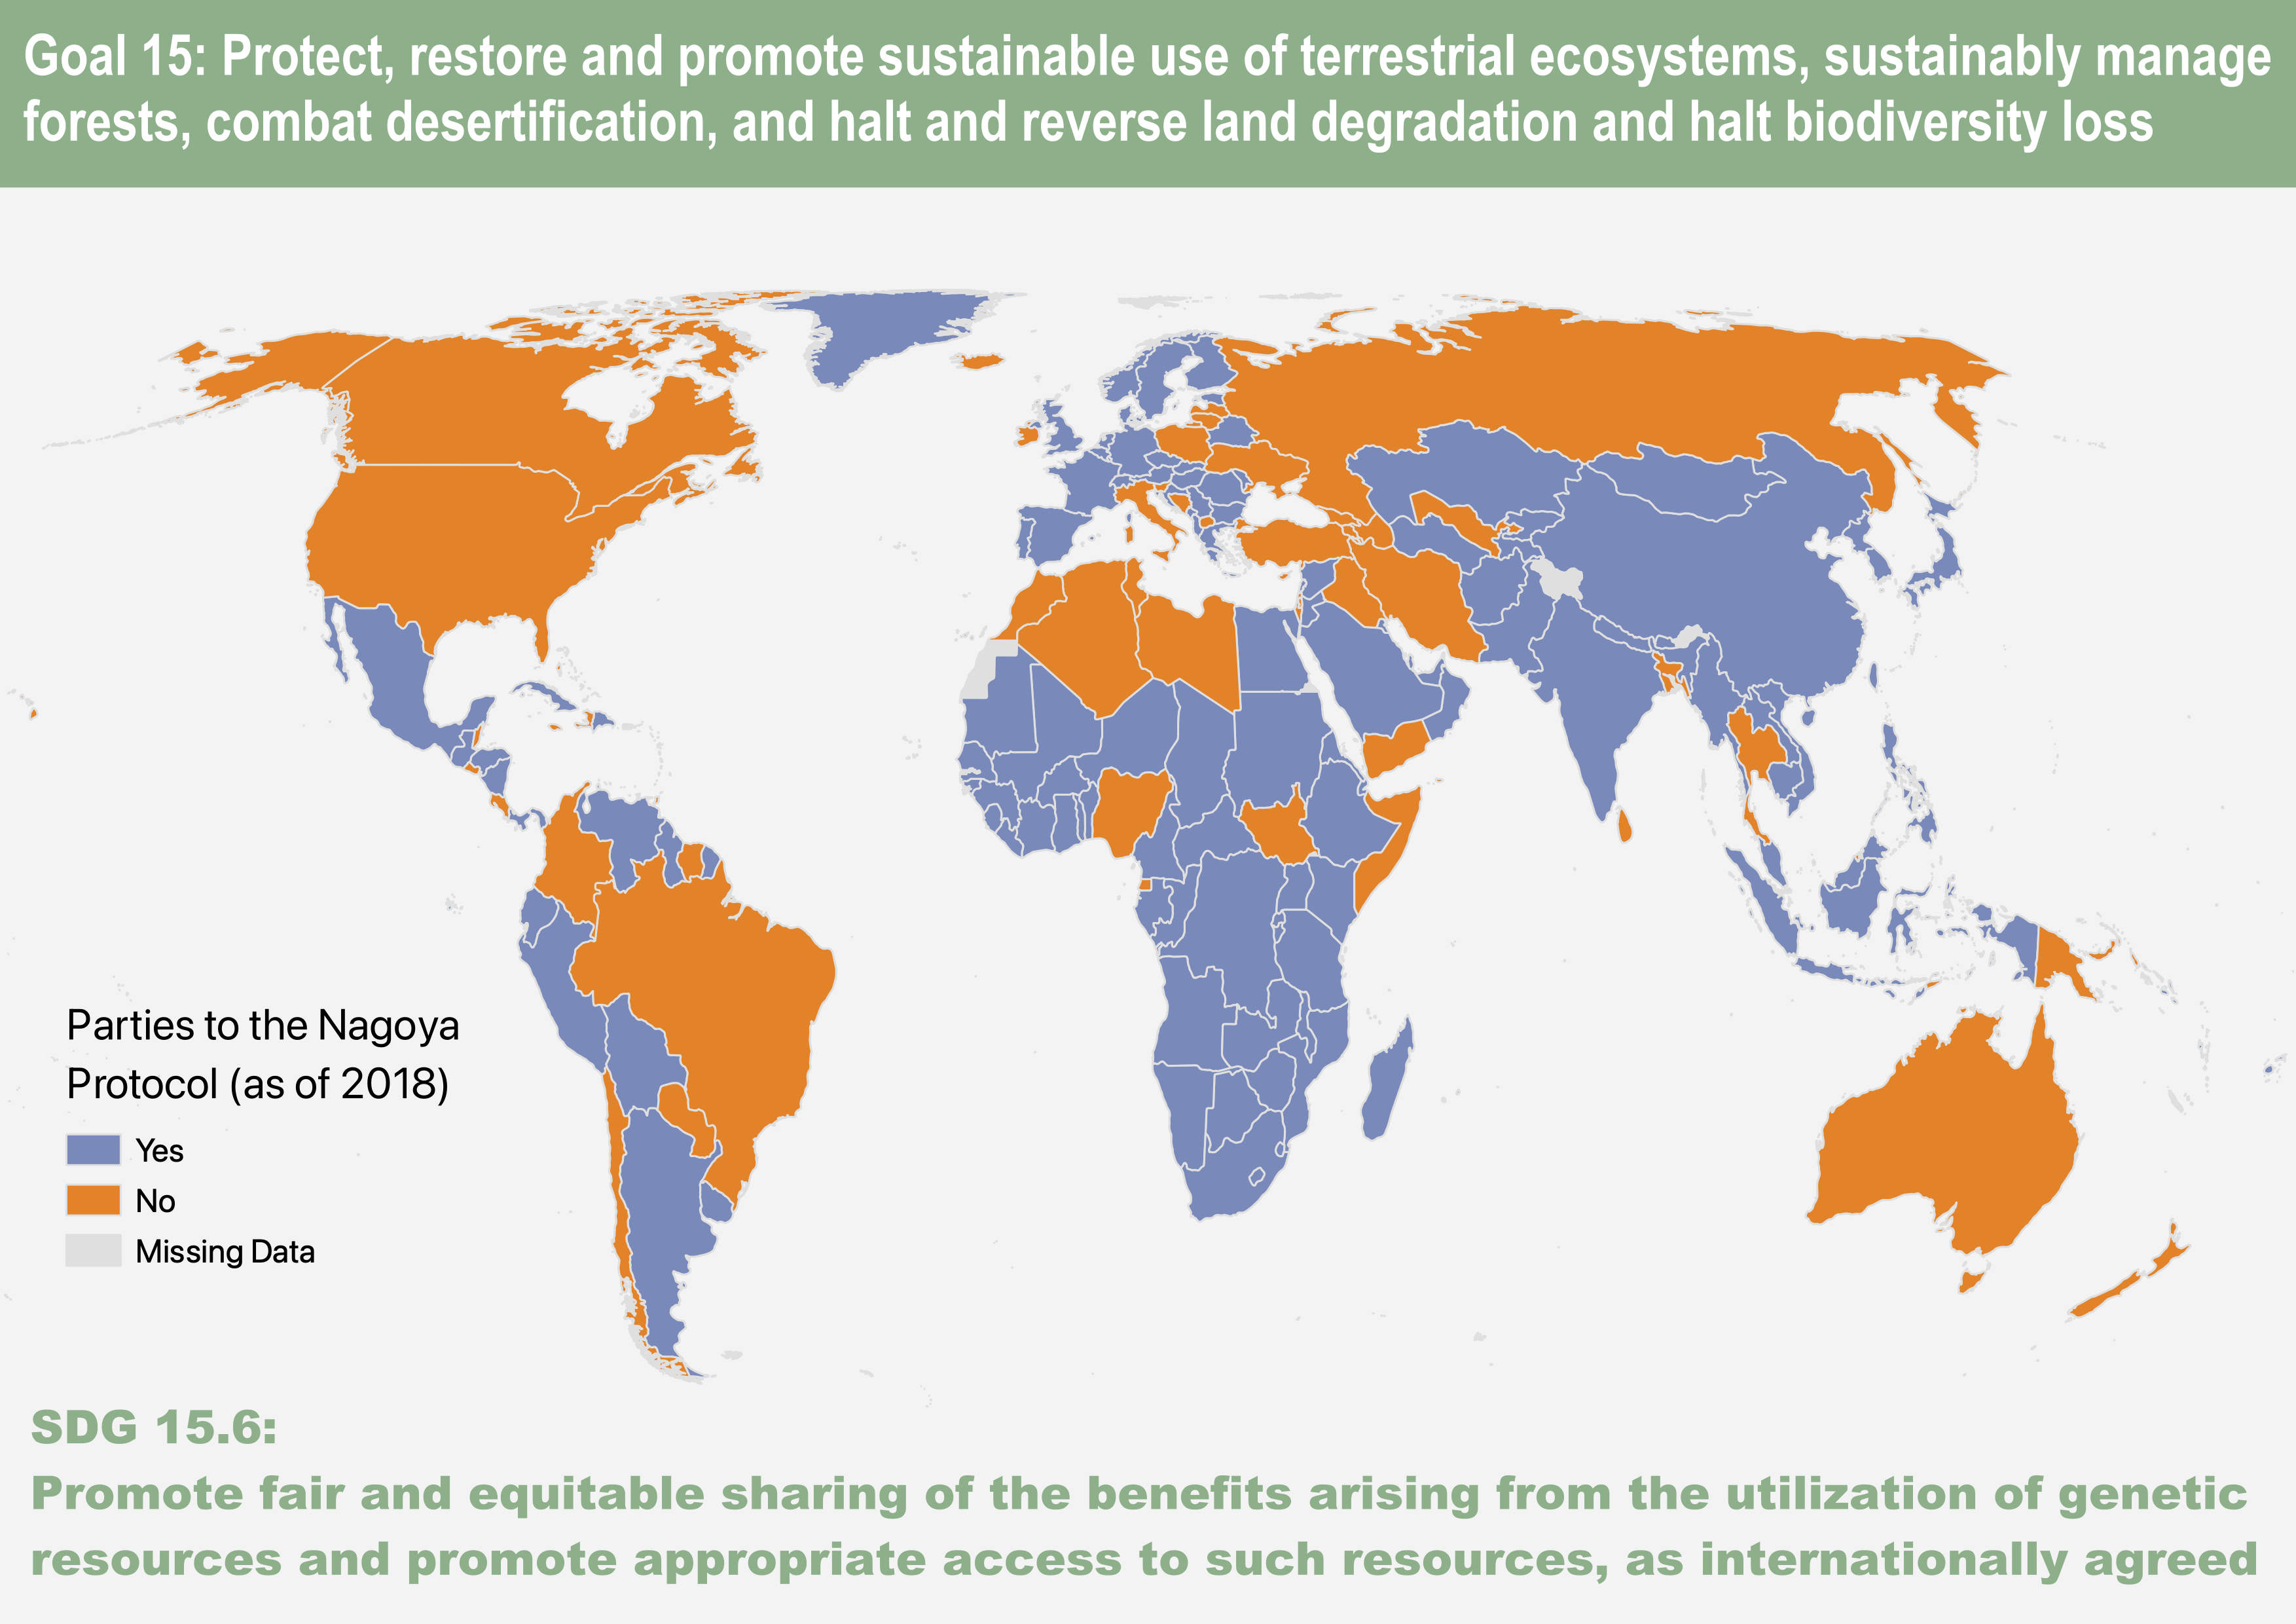 Goal 15: Protect, restore and promote sustainable use of terrestrial ecosystems, sustainably manage
forests, combat desertification, and halt and reverse land degradation and halt biodiversity loss
Parties to the Nagoya
Protocol (as of 2018)
Yes
No
Missing Data
SDG 15.6:
Promote fair and equitable sharing of the benefits arising from the utilization of genetic
resources and promote appropriate access to such resources, as internationally agreed